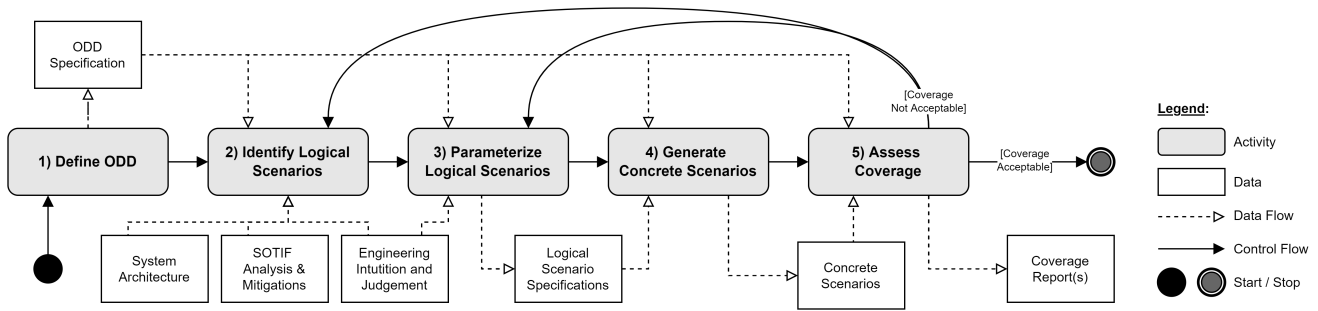 ODD
Specification
[Coverage
Not Acceptable]
Legend:
1) Define ODD
2) Identify Logical
Scenarios
3) Parameterize
Logical Scenarios
4) Generate
Concrete Scenarios
5) Assess
Coverage
[Coverage
Acceptable]
Activity
Data
Data Flow
Control Flow
Start / Stop
System
Architecture
SOTIF
Analysis &
Mitigations
Engineering
Intutition and
Judgement
Logical
Scenario
Specifications
Concrete
Scenarios
Coverage
Report(s)